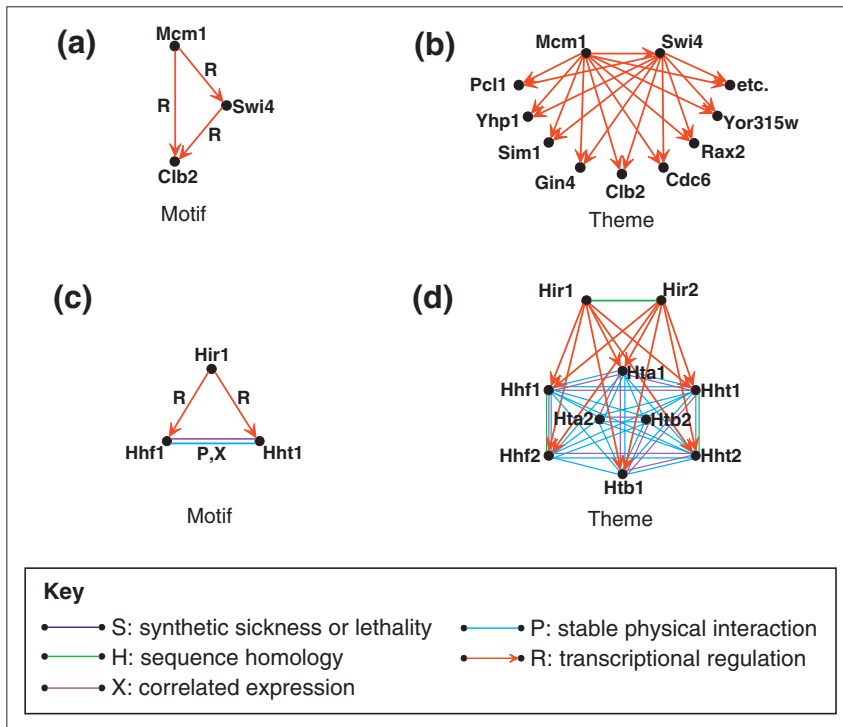 (a)
Mcm1
R
R
Swi4
R
Clb2
Motif
(b)
Mcm1
Swi4
Pcl1
etc.
Yhp1
Yor315w
Sim1
Rax2
Gin4
Clb2
Cdc6
Theme
(c)
Hir1
R
R
Hhf1
P,X
Hht1
Motif
(d)
Hir1
Hir2
Hta1
Hhf1
Hht1
Hta2
Htb2
Hhf2
Hht2
Htb1
Theme
Key
S: synthetic sickness or lethality
P: stable physical interaction
H: sequence homology
R: transcriptional regulation
X: correlated expression